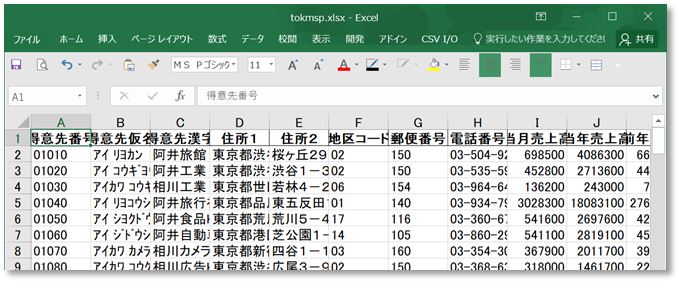 tokmsp.xlsx - Excel
ファイル ホーム 挿入 ページ レイアウト 数式 データ 校閲 表示 開発 アドイン CSV I/O 実行したい作業を入力してください 共有
ＭＳ Ｐゴシック 11
A1 得意先番号
A B C D E F G H I J
1 得意先番号 得意先仮名 得意先漢字 住所１ 住所２ 地区コード 郵便番号 電話番号 当月売上高 当年売上高 前年
2 01010 アイ リヨカン 阿井旅館 東京都渋 桜ヶ丘29 02 150 03-504-92 698500 4086300 66
3 01020 アイ コウギヨ 阿井工業 東京都渋 渋谷１－３ 02 150 03-535-59 452800 2713600 44
4 01030 アイカワ コウキ 相川工業 東京都世 若林４－２ 06 154 03-964-64 136200 243000 7
5 01040 アイ リヨコウシ 阿井旅行 東京都品 東五反田 01 140 03-934-79 3028300 18083100 276
6 01050 アイ シヨクドウ 阿井食品 東京都荒 荒川５－４ 17 116 03-360-67 541600 2697600 42
7 01060 アイ ジドウシ 阿井自動 東京都港 芝公園１－ 14 105 03-860-29 541100 2819100 45
8 01070 アイカワ カメラ 相川カメラ 東京都新 四谷１－１ 03 160 03-354-30 367900 2011700 39
9 01080 アイカワ コウク 相川広告 東京都渋 広尾３－９ 02 150 03-368-63 318000 1461700 22